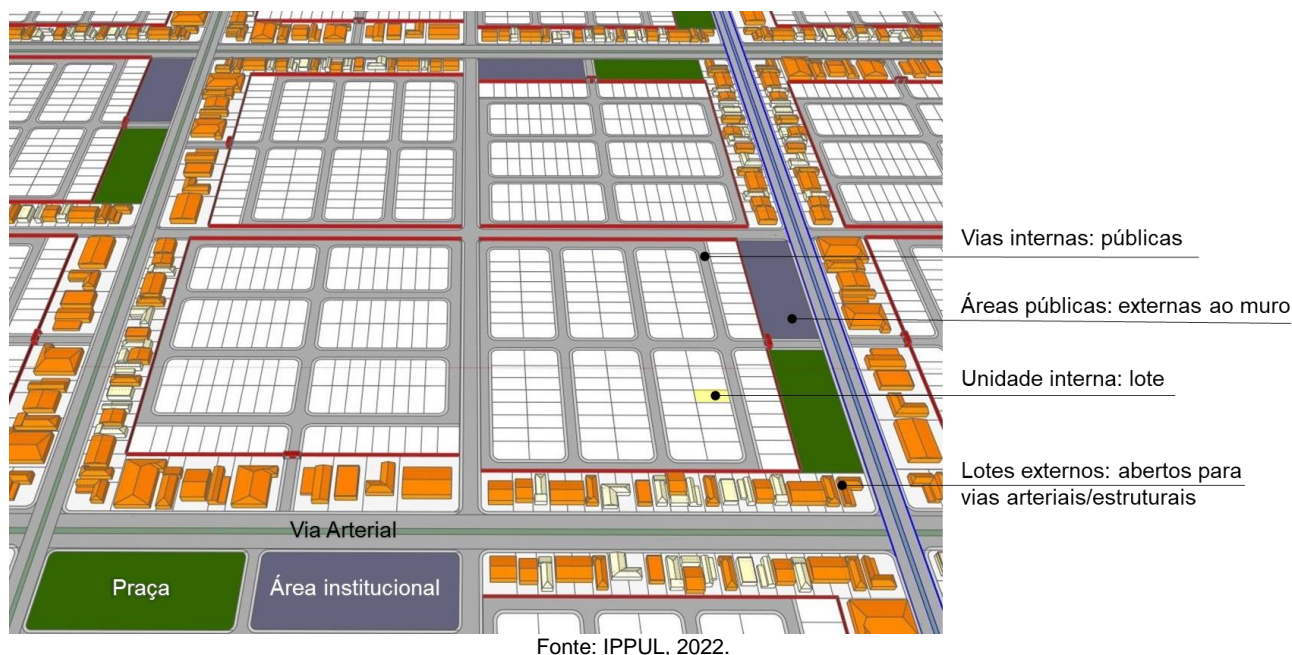 Vias internas: públicas
Áreas públicas: externas ao muro
Unidade interna: lote
Lotes externos: abertos para
vias arteriais/estruturais
Via Arterial
Praça
Área institucional
Fonte: IPPUL, 2022.